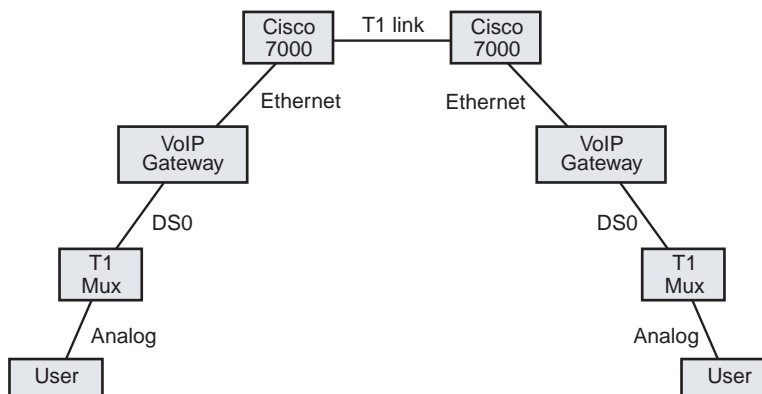 Cisco
7000
T1 link
Cisco
7000
Ethernet
Ethernet
VoIP
Gateway
VoIP
Gateway
DS0
DS0
T1
Mux
T1
Mux
Analog
Analog
User
User